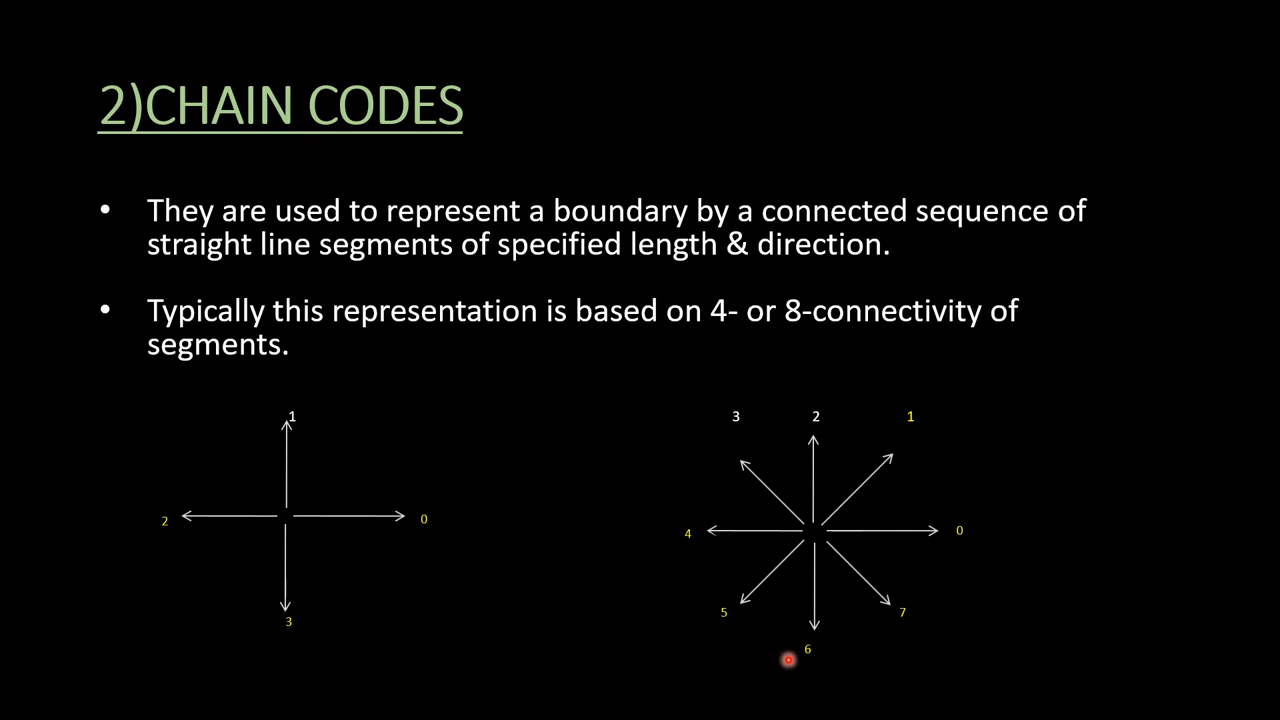 2)CHAIN CODES
• They are used to represent a boundary by a connected sequence of
straight line segments of specified length & direction.
• Typically this representation is based on 4- or 8-connectivity of
segments.
1
2
0
3
3 2 1
4
0
5
7
6